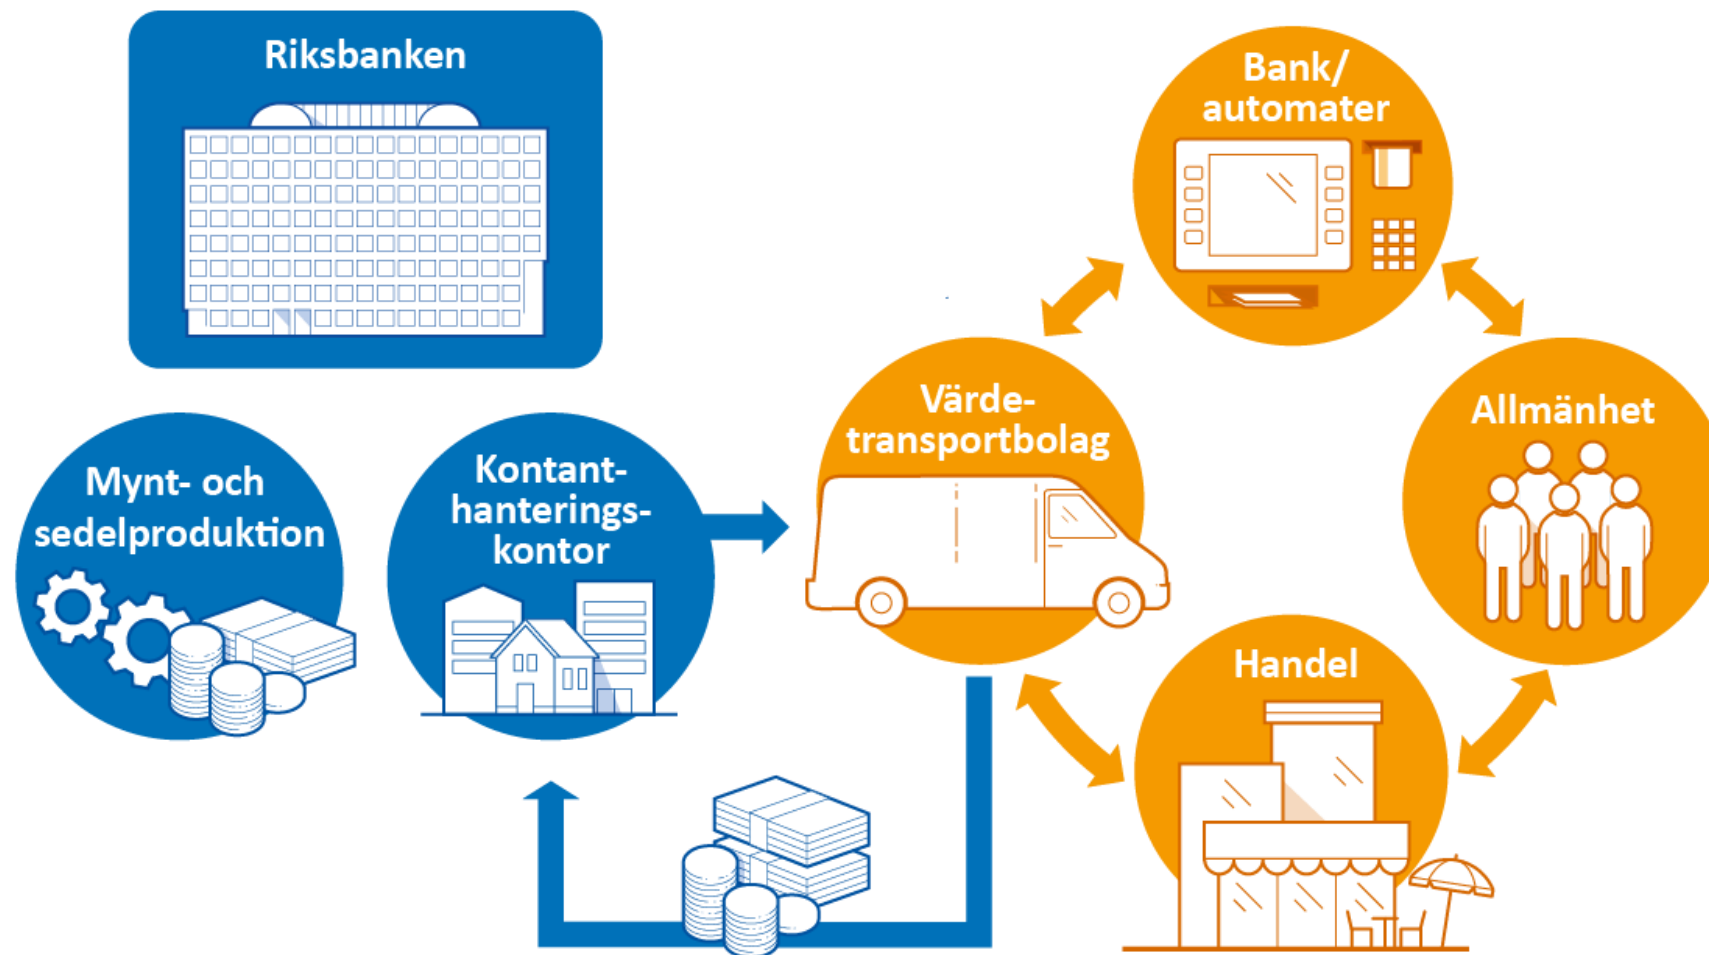 Riksbanken
Bank/
automater
Värde-
transportbolag
Allmänhet
Mynt- och
sedelproduktion
Kontant-
hanterings-
kontor
Handel